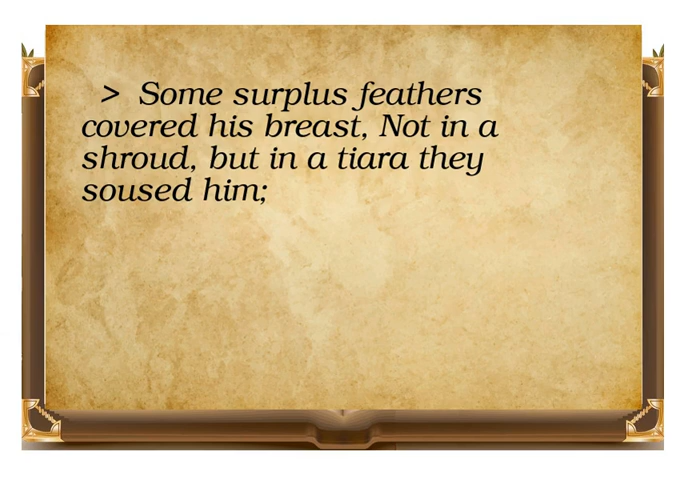 > Some surplus feathers
covered his breast, Not in a
shroud, but in a tiara they
soused him;